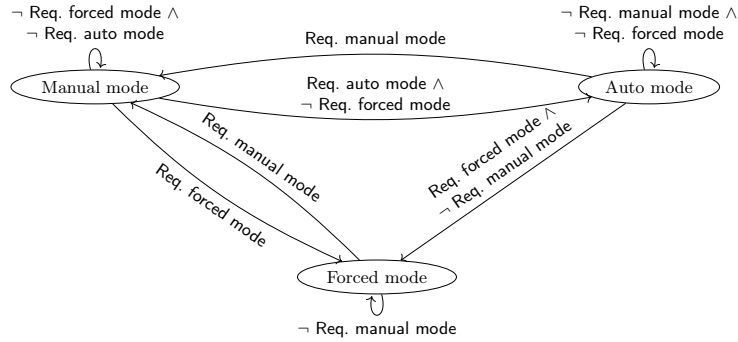 ¬ Req. forced mode ∧
¬ Req. auto mode
¬ Req. manual mode ∧
¬ Req. forced mode
Req. manual mode
Manual mode
Req. auto mode ∧
¬ Req. forced mode
Auto mode
Req. manual mode
Req. forced mode ∧
¬ Req. manual mode
Req. forced mode
Forced mode
¬ Req. manual mode